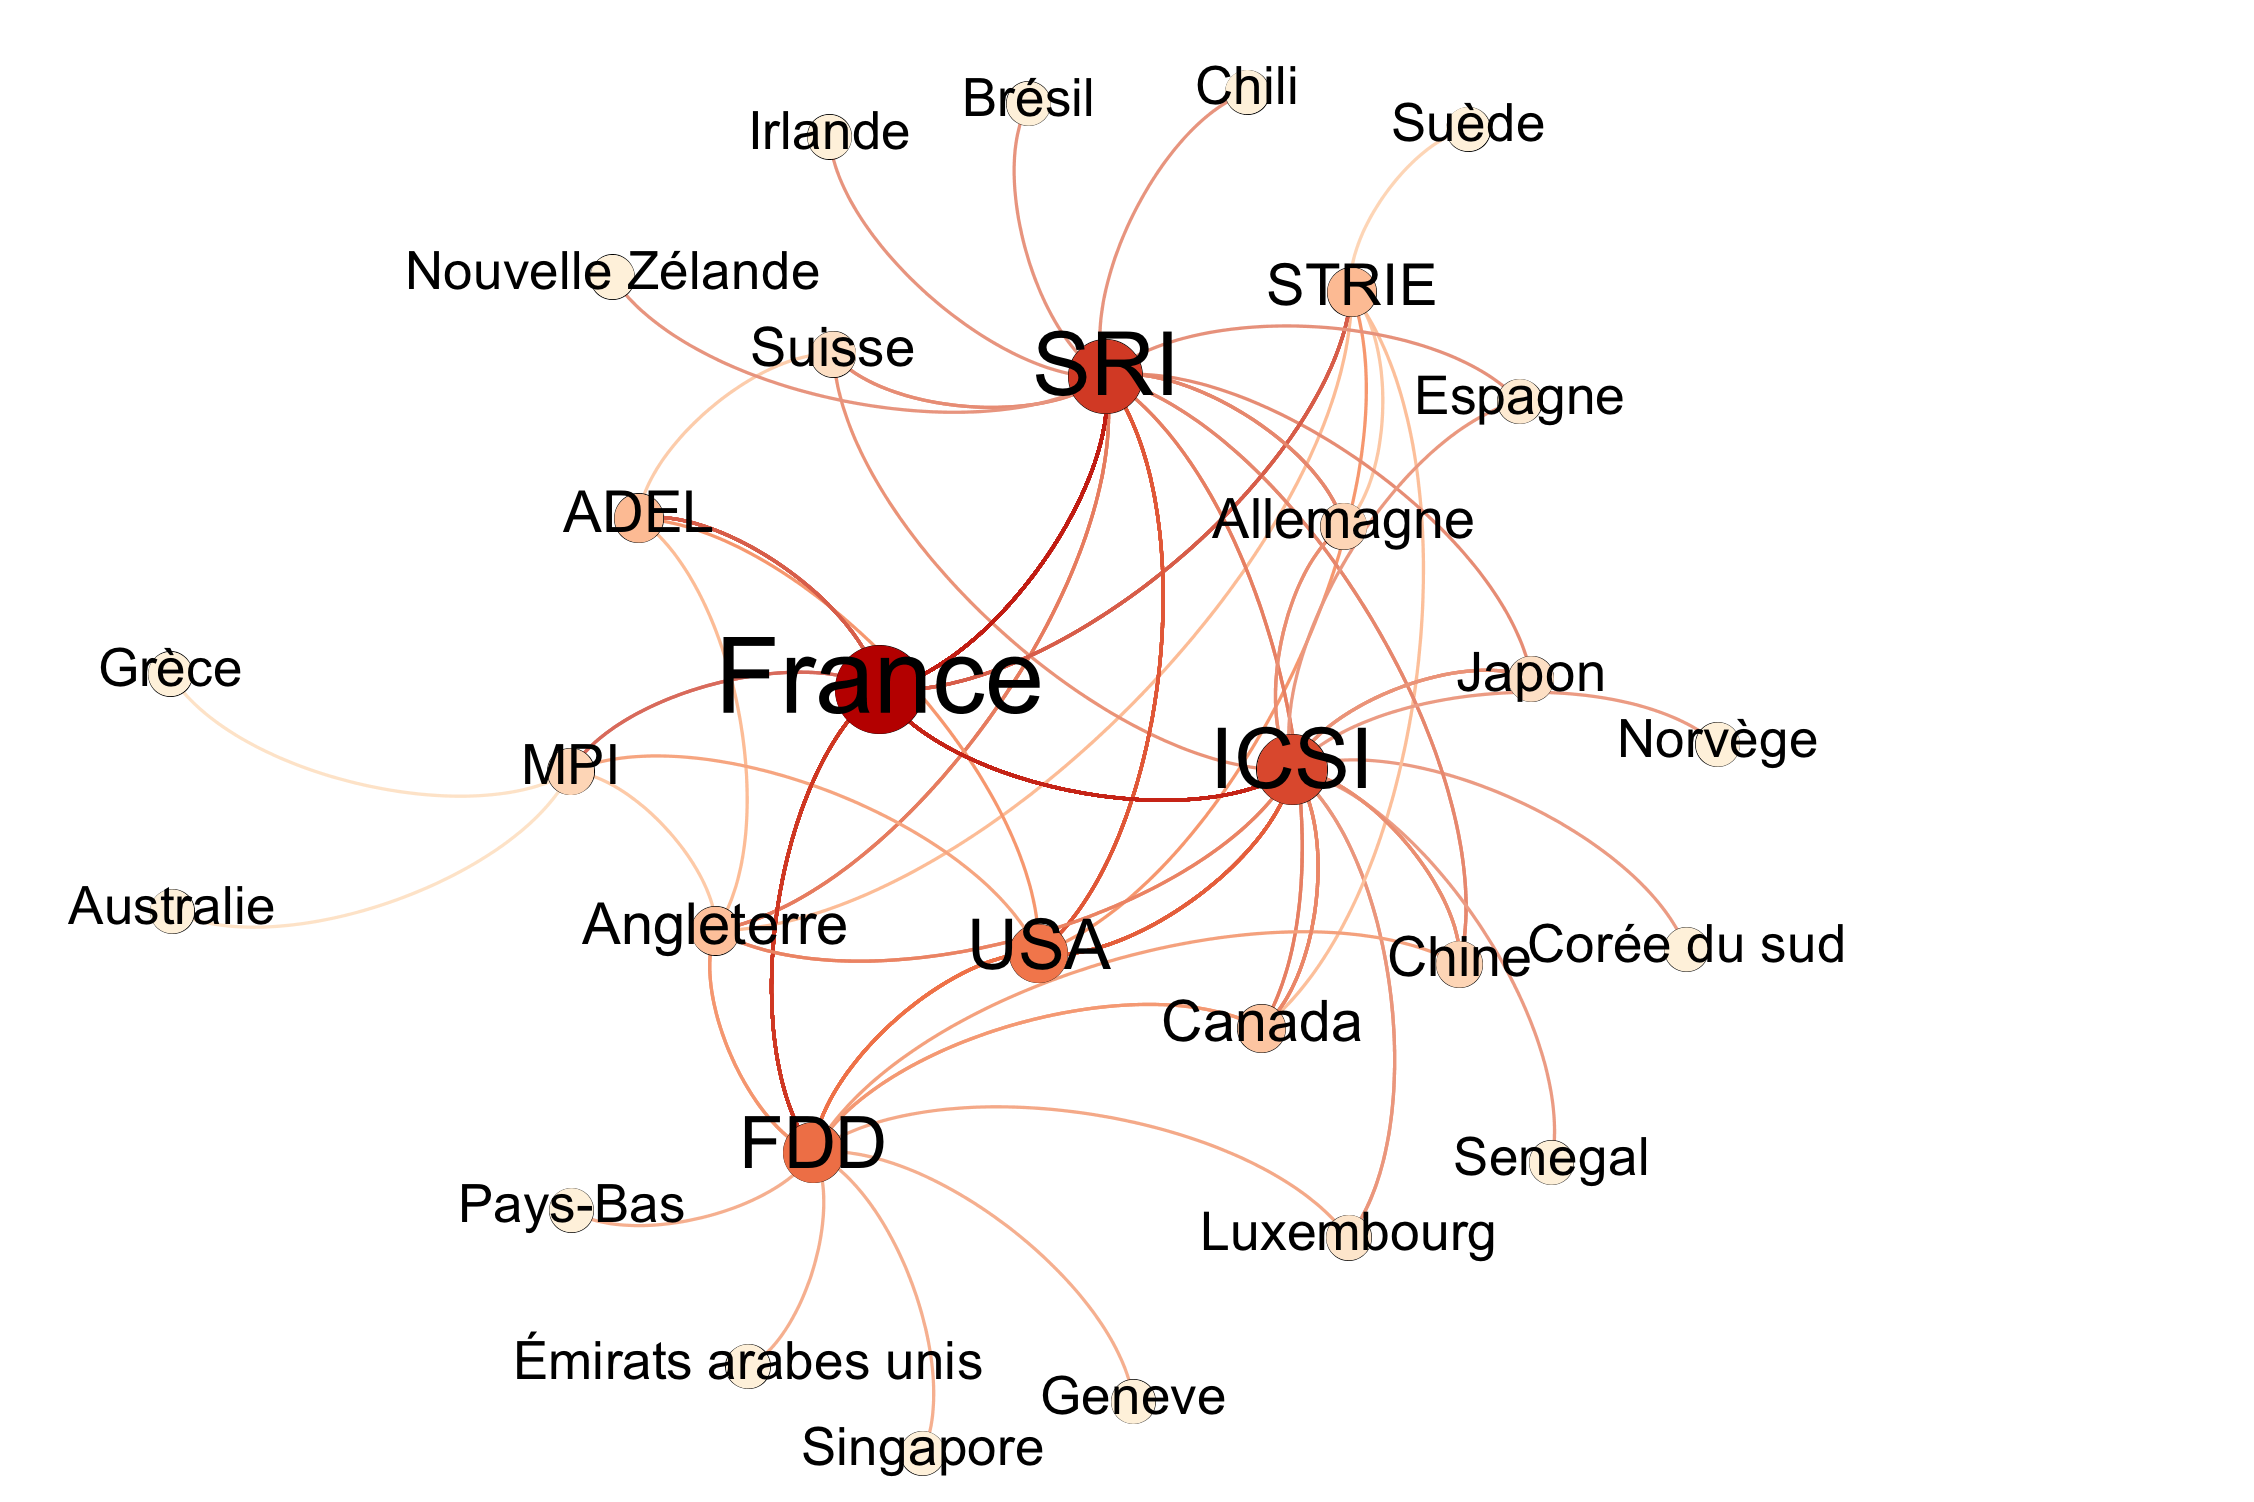 Chili
Brésil
Suède
Irlande
Nouvelle Zélande
STRIE
Suisse
SRI
Espagne
ADEL
Allemagne
Grèce
France
Japon
Norvège
MPI
ICSI
Australie
Angleterre
USA
Chine
Corée du sud
Canada
FDD
Senegal
Pays-Bas
Luxembourg
Émirats arabes unis
Geneve
Singapore